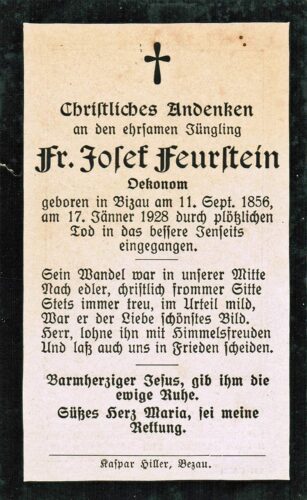 Christliches Andenken
an den ehrsamen Jüngling
Fr. Josef Feurstein
Oekonom
geboren in Bizau am 11. Sept. 1856,
am 17. Jänner 1928 durch plötzlichen
Tod in das bessere Jenseits
eingegangen.
Sein Wandel war in unserer Mitte
Nach edler, christlich frommer Sitte
Stets immer treu, im Urteil mild,
War er der Liebe schönstes Bild.
Herr, lohne ihn mit Himmelsfreuden
Und laß auch uns in Frieden scheiden.
Barmherziger Jesus, gib ihm die
ewige Ruhe.
Süßes Herz Maria, sei meine
Rettung.
Kaspar Hiller, Bezau.